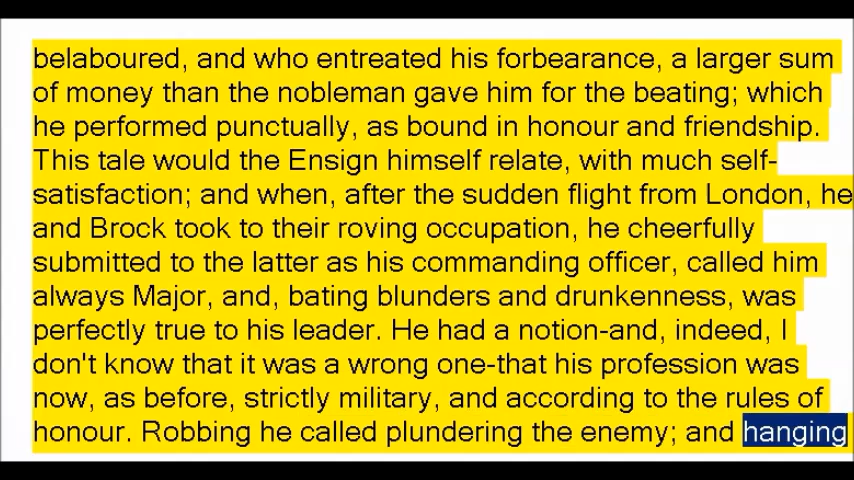 belaboured, and who entreated his forbearance, a larger sum
of money than the nobleman gave him for the beating; which
he performed punctually, as bound in honour and friendship.
This tale would the Ensign himself relate, with much self-
satisfaction; and when, after the sudden flight from London, he
and Brock took to their roving occupation, he cheerfully
submitted to the latter as his commanding officer, called him
always Major, and, bating blunders and drunkenness, was
perfectly true to his leader. He had a notion-and, indeed, I
don't know that it was a wrong one-that his profession was
now, as before, strictly military, and according to the rules of
honour. Robbing he called plundering the enemy; and hanging